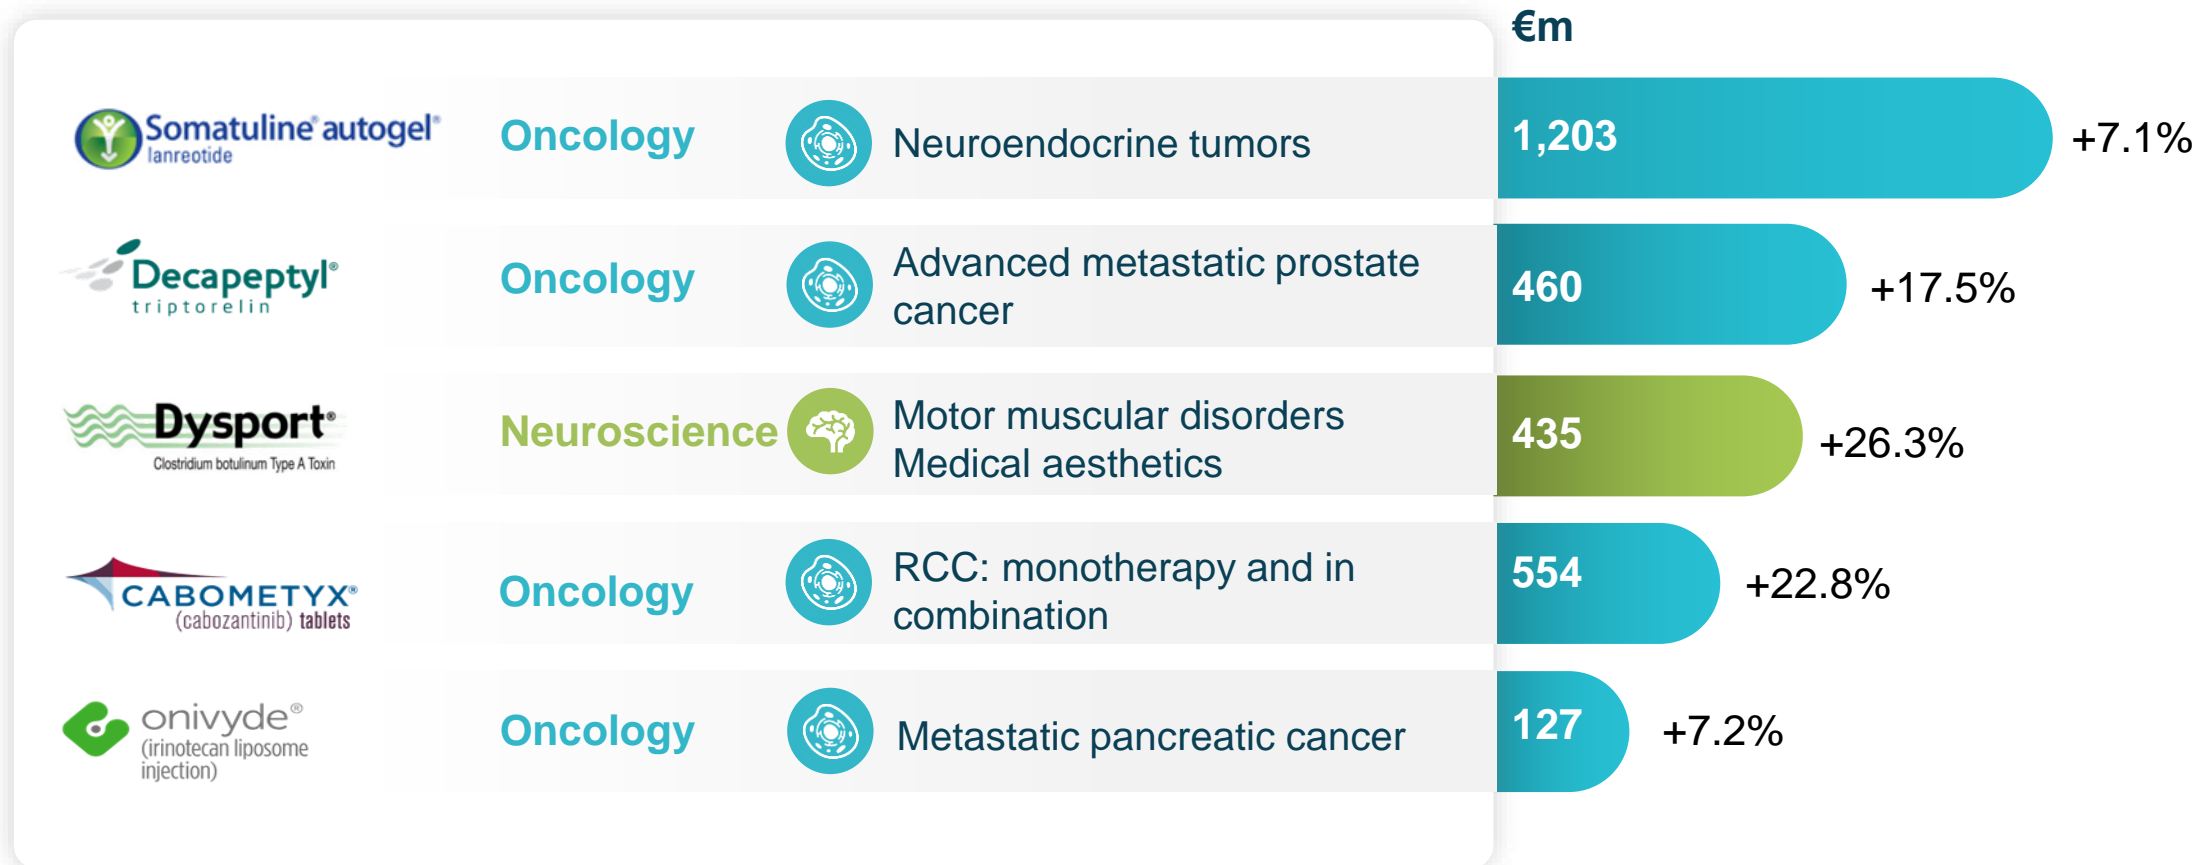 €m
Somatuline® autogel®
lanreotide
Oncology
Neuroendocrine tumors
1,203
+7.1%
Decapeptyl®
triptorelin
Oncology
Advanced metastatic prostate
cancer
460
+17.5%
Dysport®
Clostridium botulinum Type A Toxin
Neuroscience
Motor muscular disorders
Medical aesthetics
435
+26.3%
CABOMETYX®
(cabozantinib) tablets
Oncology
RCC: monotherapy and in
combination
554
+22.8%
onivyde®
(irinotecan liposome
injection)
Oncology
Metastatic pancreatic cancer
127
+7.2%